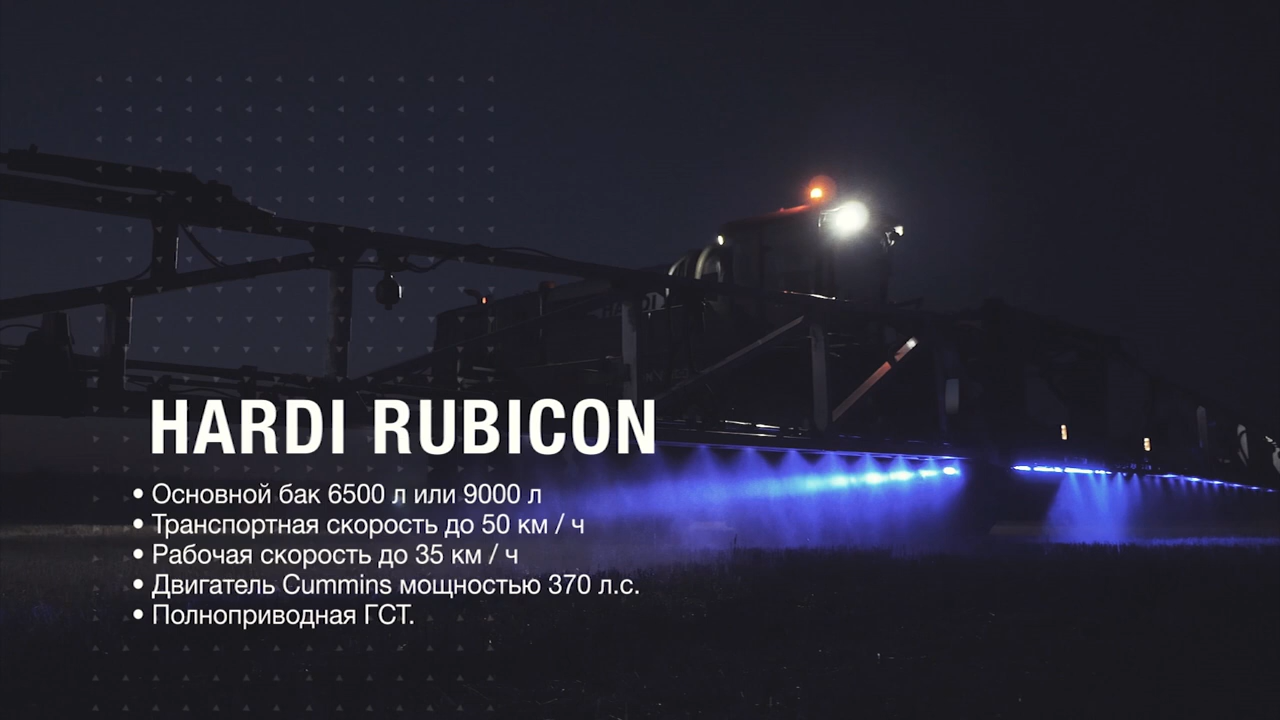 HARDI
HARDI RUBICON
• Основной бак 6500 л или 9000 л
• Транспортная скорость до 50 км / ч
• Рабочая скорость до 35 км / ч
• Двигатель Cummins мощностью 370 л.с.
• Полноприводная ГСТ.